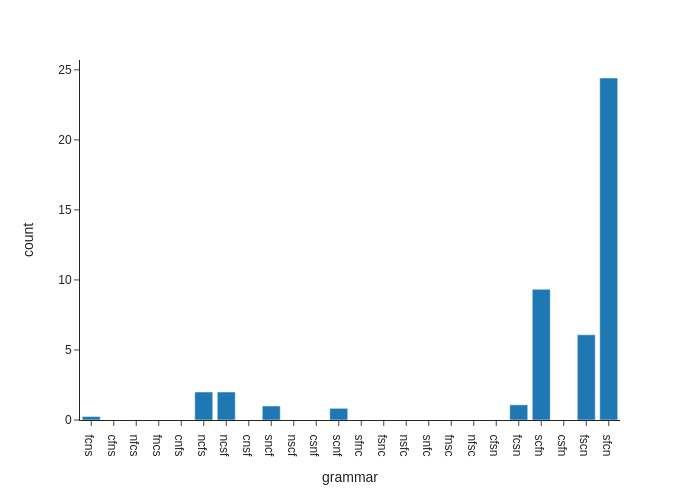 25
20
15
10
5
0
count
fcns
cfns
nfcs
fncs
cnfs
ncfs
ncsf
cnsf
sncf
nscf
csnf
scnf
sfnc
fsnc
nsfc
snfc
fnsc
nfsc
cfsn
fcsn
scfn
csfn
fscn
sfcn
grammar